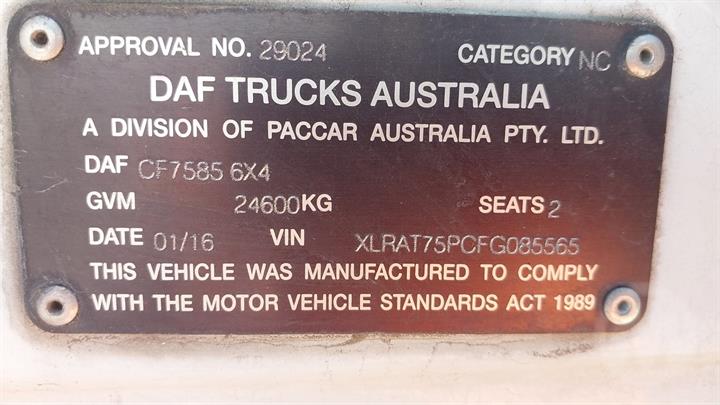 APPROVAL NO. 29024 CATEGORY NC
DAF TRUCKS AUSTRALIA
A DIVISION OF PACCAR AUSTRALIA PTY. LTD.
DAF CF7585 6X4
GVM 24600KG SEATS 2
DATE 01/16 VIN XLRAT75PCFG085565
THIS VEHICLE WAS MANUFACTURED TO COMPLY
WITH THE MOTOR VEHICLE STANDARDS ACT 1989